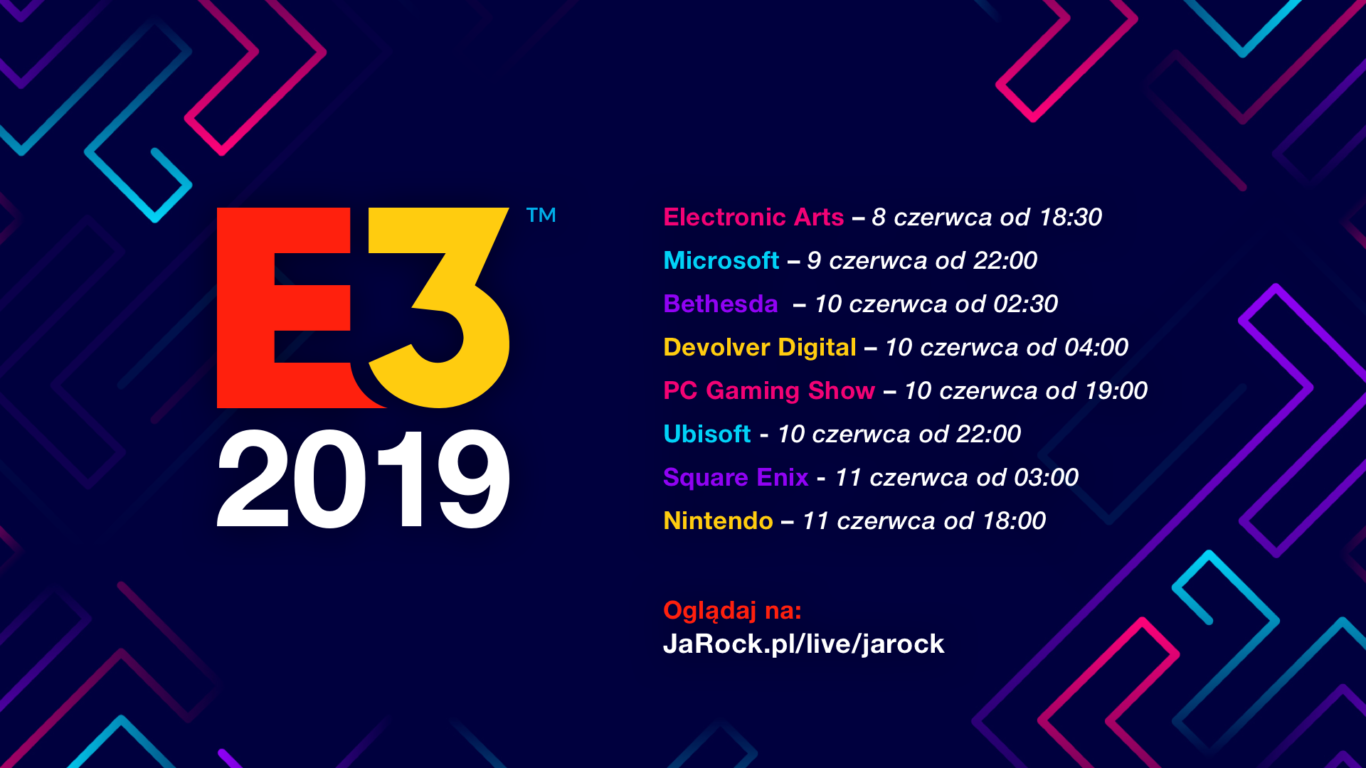 E3 TM
2019
Electronic Arts – 8 czerwca od 18:30
Microsoft – 9 czerwca od 22:00
Bethesda – 10 czerwca od 02:30
Devolver Digital – 10 czerwca od 04:00
PC Gaming Show – 10 czerwca od 19:00
Ubisoft - 10 czerwca od 22:00
Square Enix - 11 czerwca od 03:00
Nintendo – 11 czerwca od 18:00
Oglądaj na:
JaRock.pl/live/jarock